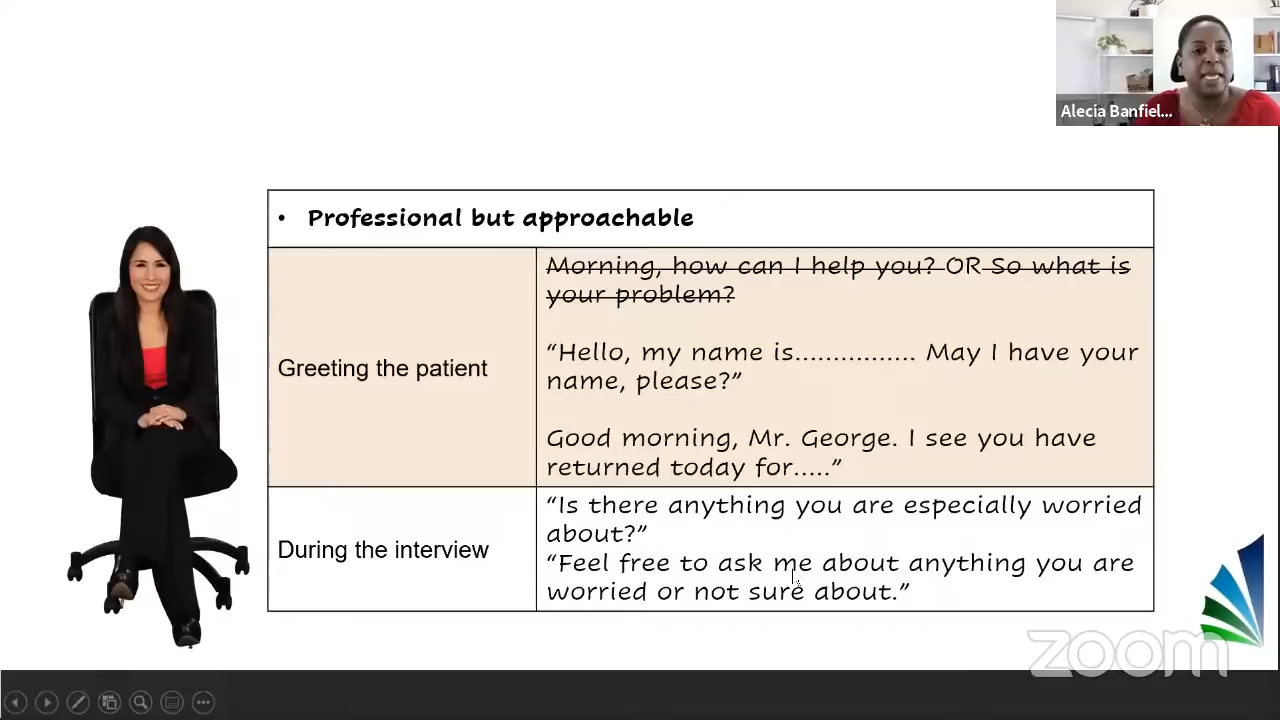 Alecia Banfiel...
• Professional but approachable
Greeting the patient
Morning, how can I help you? OR So what is
your problem?
“Hello, my name is................ May I have your
name, please?”
Good morning, Mr. George. I see you have
returned today for.....”
During the interview
“Is there anything you are especially worried
about?”
“Feel free to ask me about anything you are
worried or not sure about.”
zoom